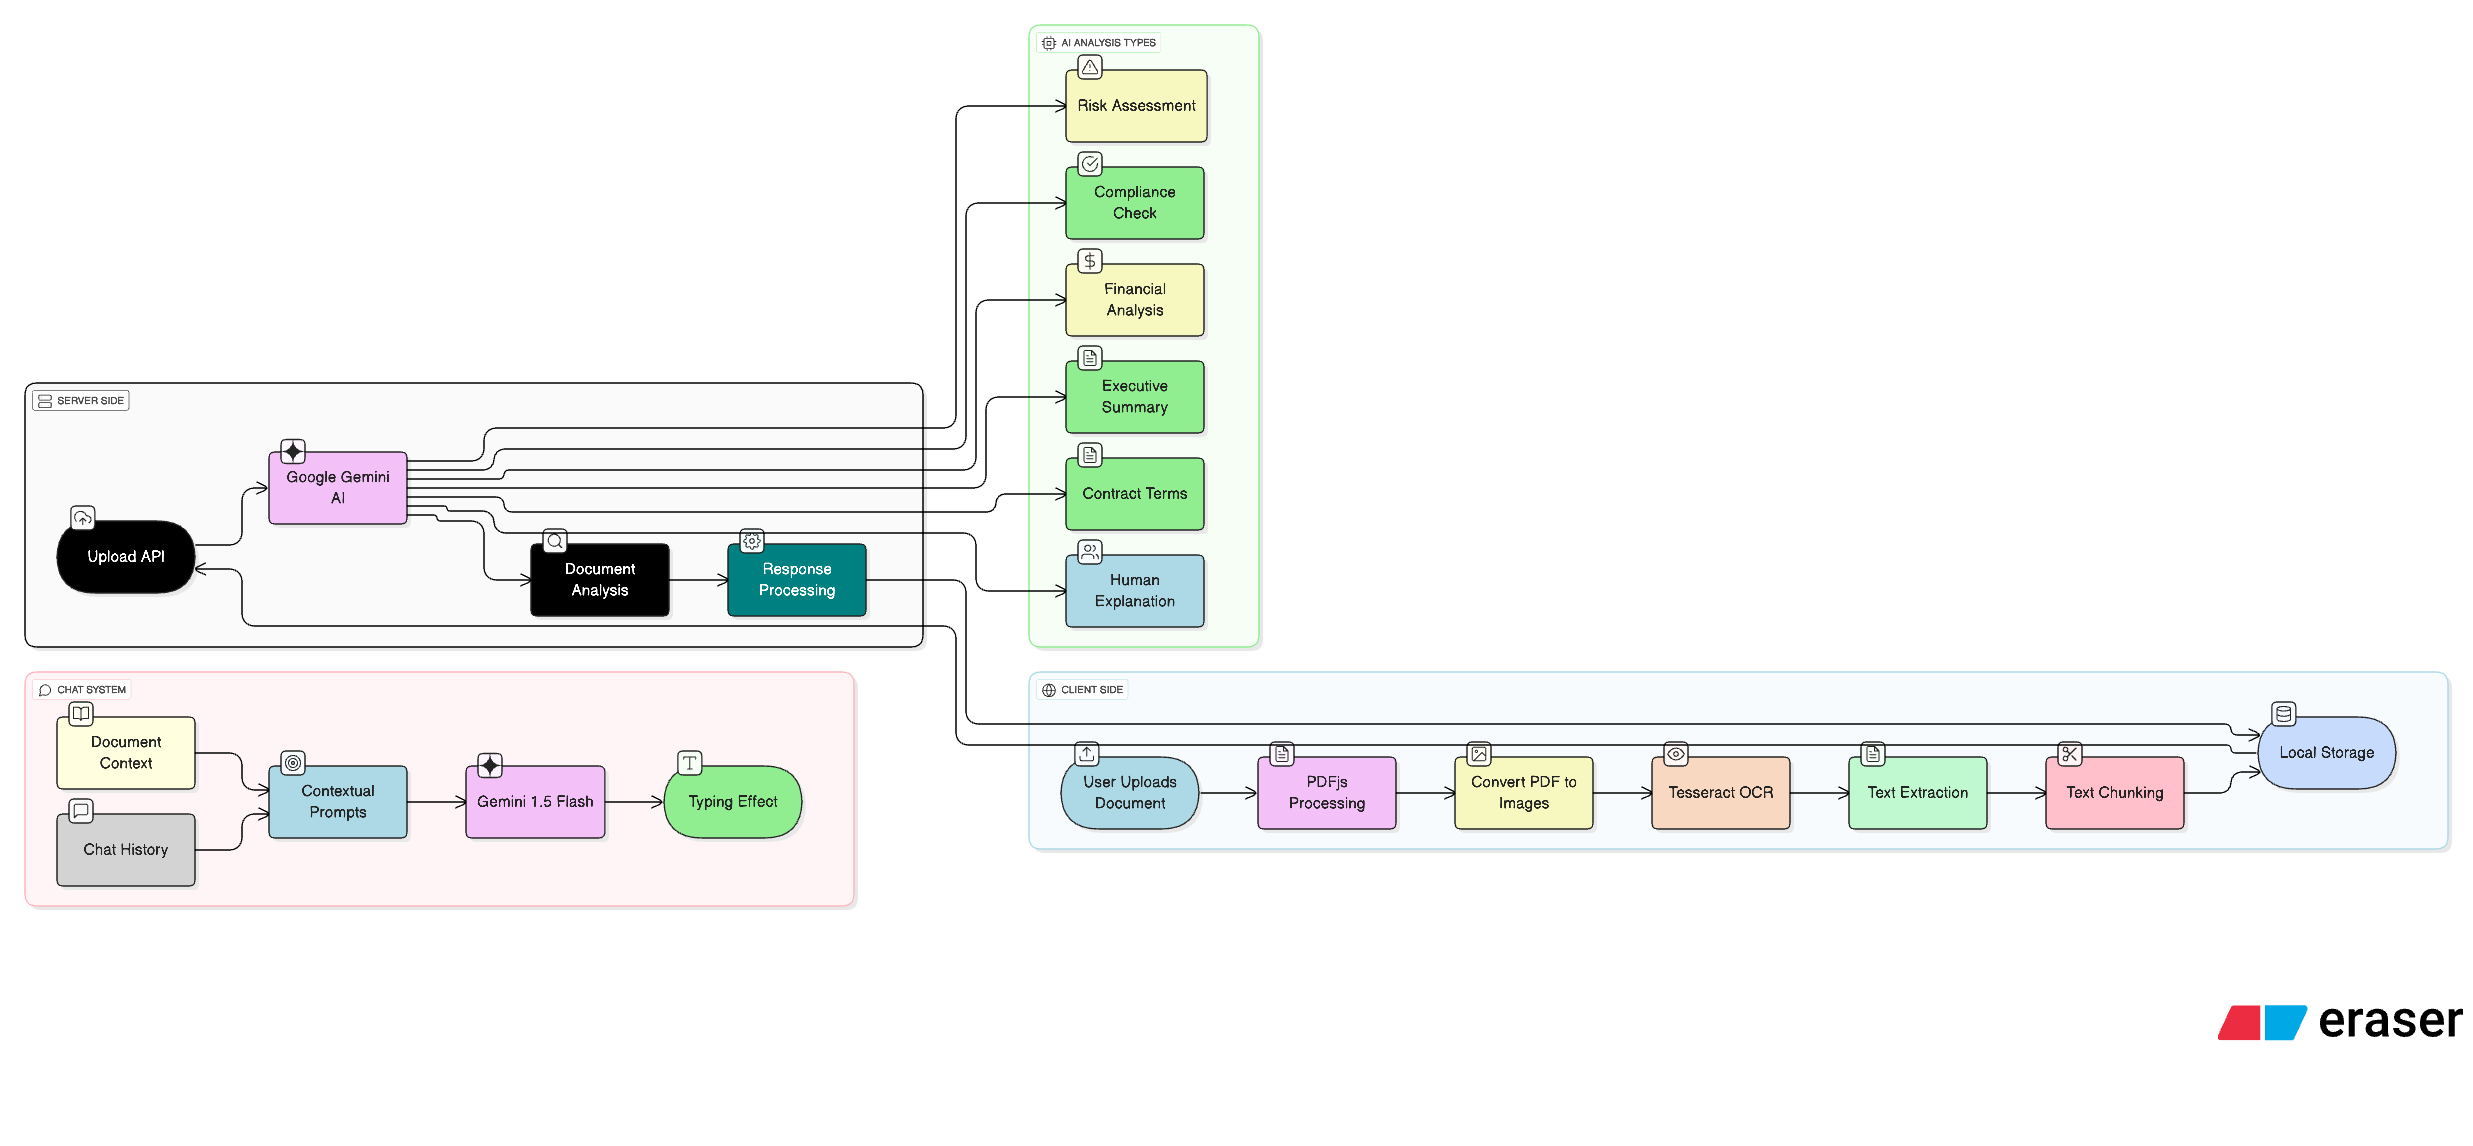 AI ANALYSIS TYPES
Risk Assessment
Compliance
Check
Financial
Analysis
Executive
Summary
Contract Terms
Human
Explanation
SERVER SIDE
Google Gemini
AI
Upload API
Document
Analysis
Response
Processing
CHAT SYSTEM
Document
Context
Chat History
Contextual
Prompts
Gemini 1.5 Flash
Typing Effect
CLIENT SIDE
User Uploads
Document
PDFjs
Processing
Convert PDF to
Images
Tesseract OCR
Text Extraction
Text Chunking
Local Storage
eraser